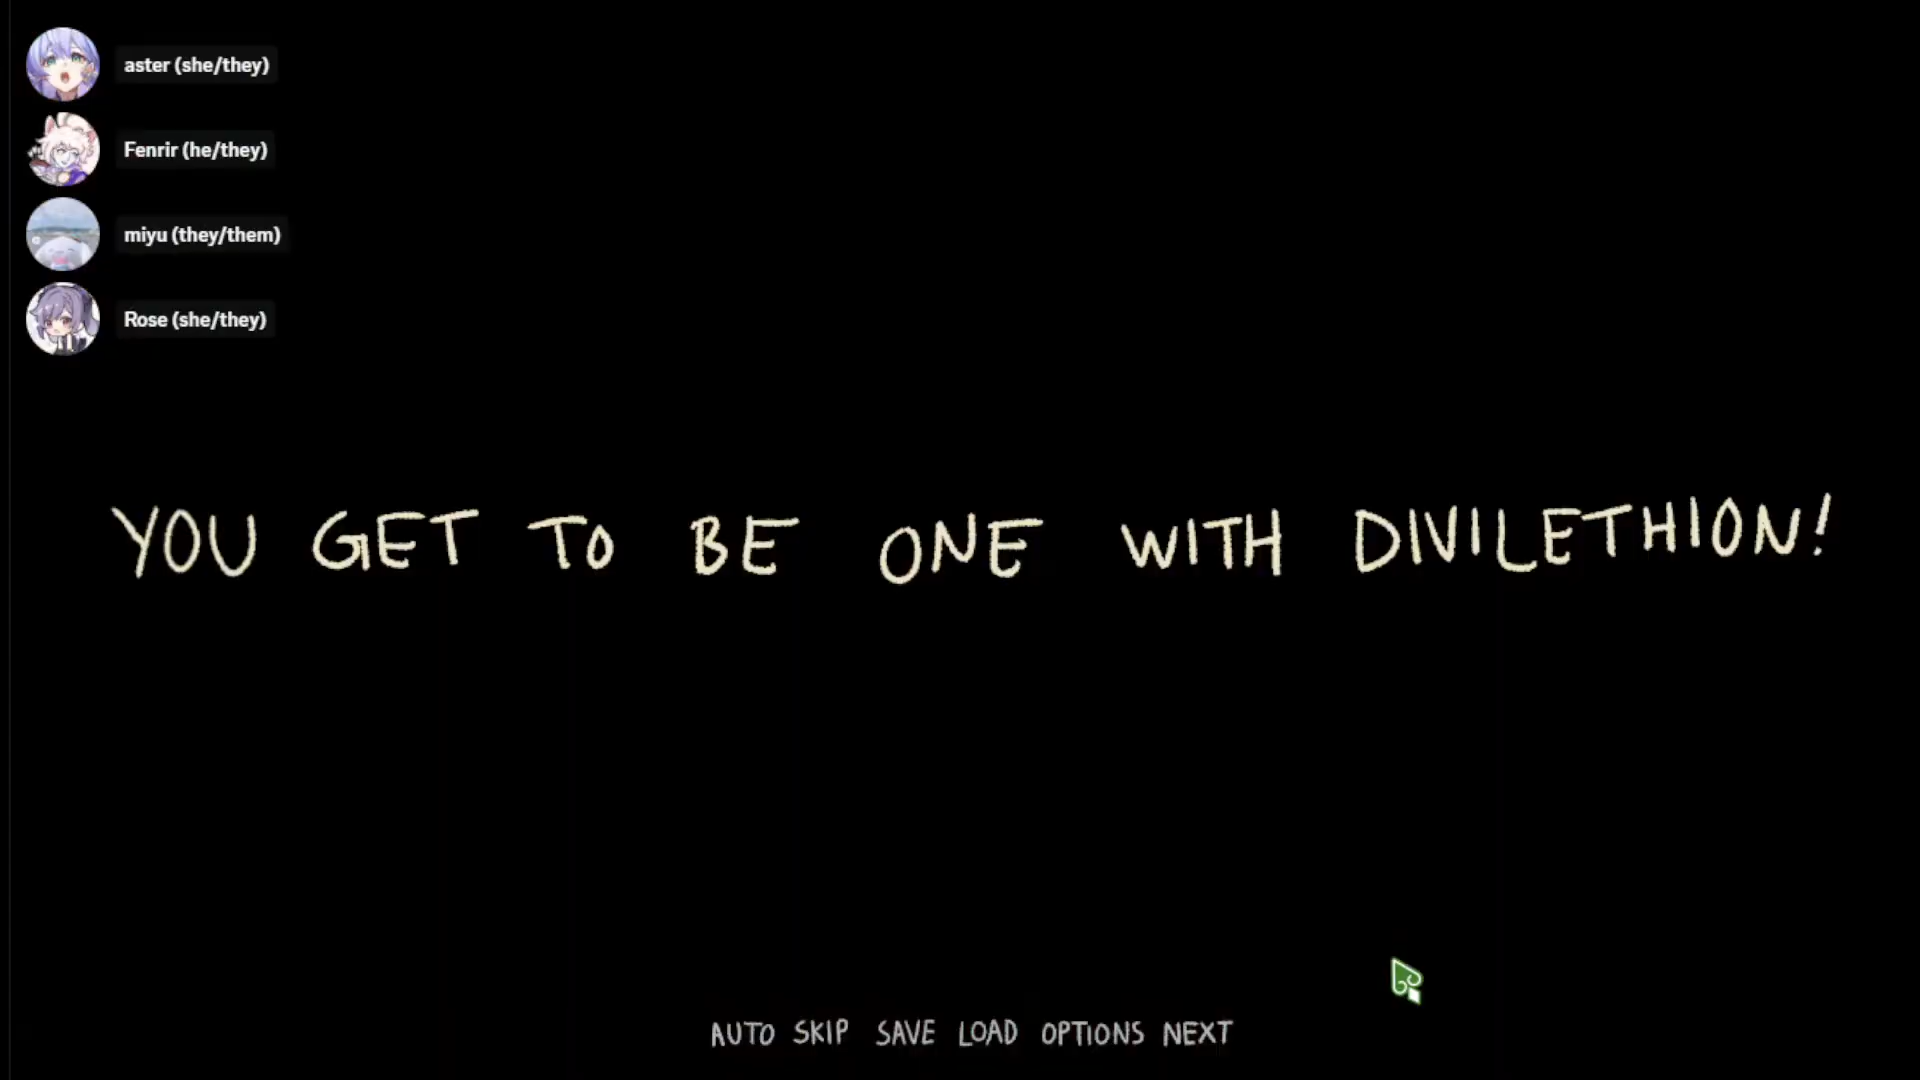 aster (she/they)
Fenrir (he/they)
miyu (they/them)
Rose (she/they)
YOU GET TO BE ONE WITH DIVILETHION!
AUTO SKIP SAVE LOAD OPTIONS NEXT